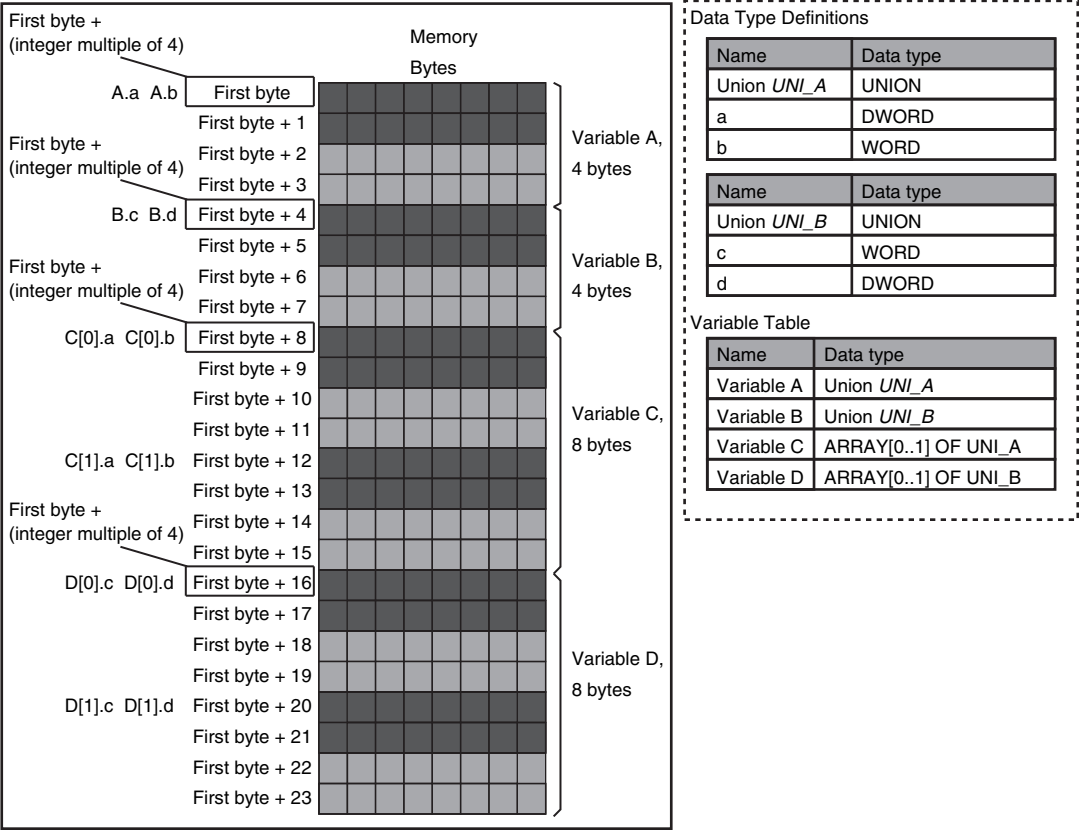 First byte +
(integer multiple of 4)
Memory
Bytes
A.a A.b First byte
First byte + 1
First byte + 2
First byte + 3
Variable A,
4 bytes
First byte +
(integer multiple of 4)
B.c B.d First byte + 4
First byte + 5
First byte + 6
First byte + 7
Variable B,
4 bytes
First byte +
(integer multiple of 4)
C[0].a C[0].b First byte + 8
First byte + 9
First byte + 10
First byte + 11
C[1].a C[1].b First byte + 12
First byte + 13
First byte + 14
First byte + 15
Variable C,
8 bytes
First byte +
(integer multiple of 4)
D[0].c D[0].d First byte + 16
First byte + 17
First byte + 18
First byte + 19
D[1].c D[1].d First byte + 20
First byte + 21
First byte + 22
First byte + 23
Variable D,
8 bytes
Data Type Definitions
Name Data type
Union UNI_A UNION
a DWORD
b WORD
Name Data type
Union UNI_B UNION
c WORD
d DWORD
Variable Table
Name Data type
Variable A Union UNI_A
Variable B Union UNI_B
Variable C ARRAY[0..1] OF UNI_A
Variable D ARRAY[0..1] OF UNI_B